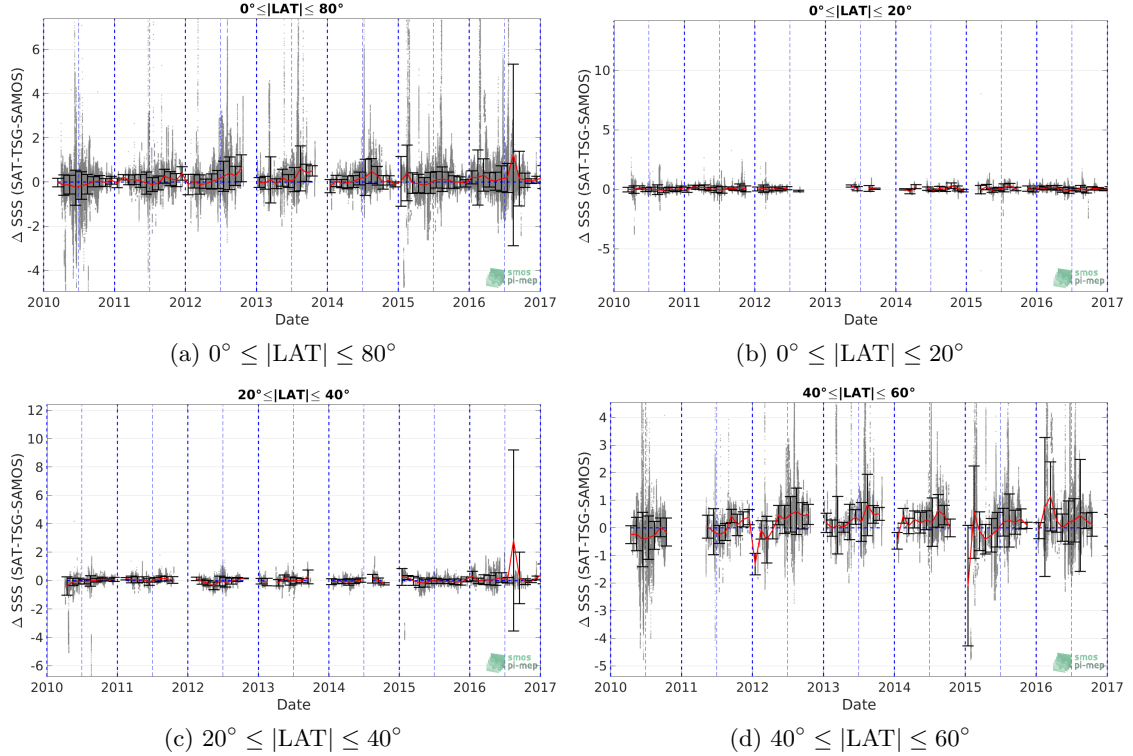 0°≤|LAT|≤ 80°
Δ SSS (SAT-TSG-SAMOS)
6
4
2
0
-2
-4
2010 2011 2012 2013 2014 2015 2016 2017
Date
smos
pi-mep
(a) 0° ≤ |LAT| ≤ 80°
0°≤|LAT|≤ 20°
Δ SSS (SAT-TSG-SAMOS)
10
5
0
-5
2010 2011 2012 2013 2014 2015 2016 2017
Date
smos
pi-mep
(b) 0° ≤ |LAT| ≤ 20°
20°≤|LAT|≤ 40°
Δ SSS (SAT-TSG-SAMOS)
12
10
8
6
4
2
0
-2
-4
-6
2010 2011 2012 2013 2014 2015 2016 2017
Date
smos
pi-mep
(c) 20° ≤ |LAT| ≤ 40°
40°≤|LAT|≤ 60°
Δ SSS (SAT-TSG-SAMOS)
4
3
2
1
0
-1
-2
-3
-4
-5
2010 2011 2012 2013 2014 2015 2016 2017
Date
smos
pi-mep
(d) 40° ≤ |LAT| ≤ 60°